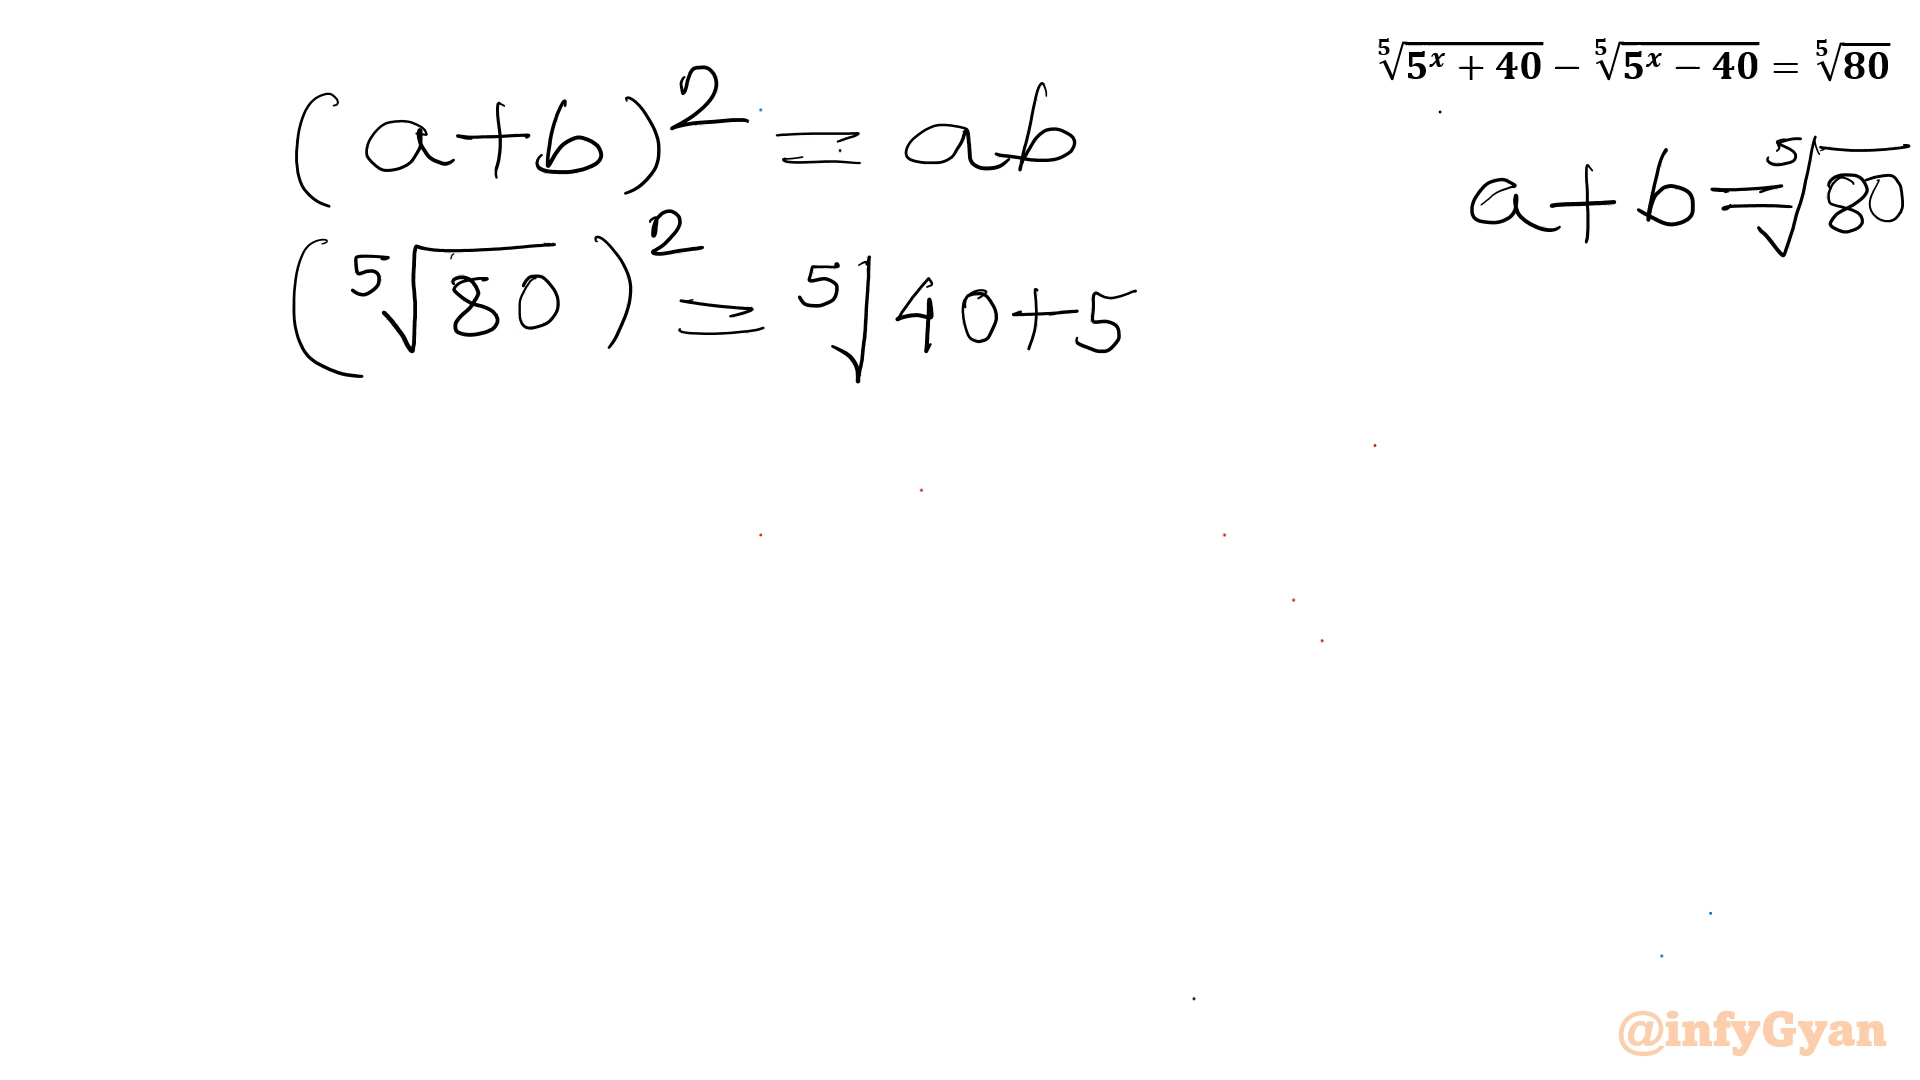 ⁵√(5ˣ + 40) − ⁵√(5ˣ − 40) = ⁵√80
(a+b)² = ab
a+b = ⁵√80
(⁵√80)² = ⁵√40+5
@infyGyan